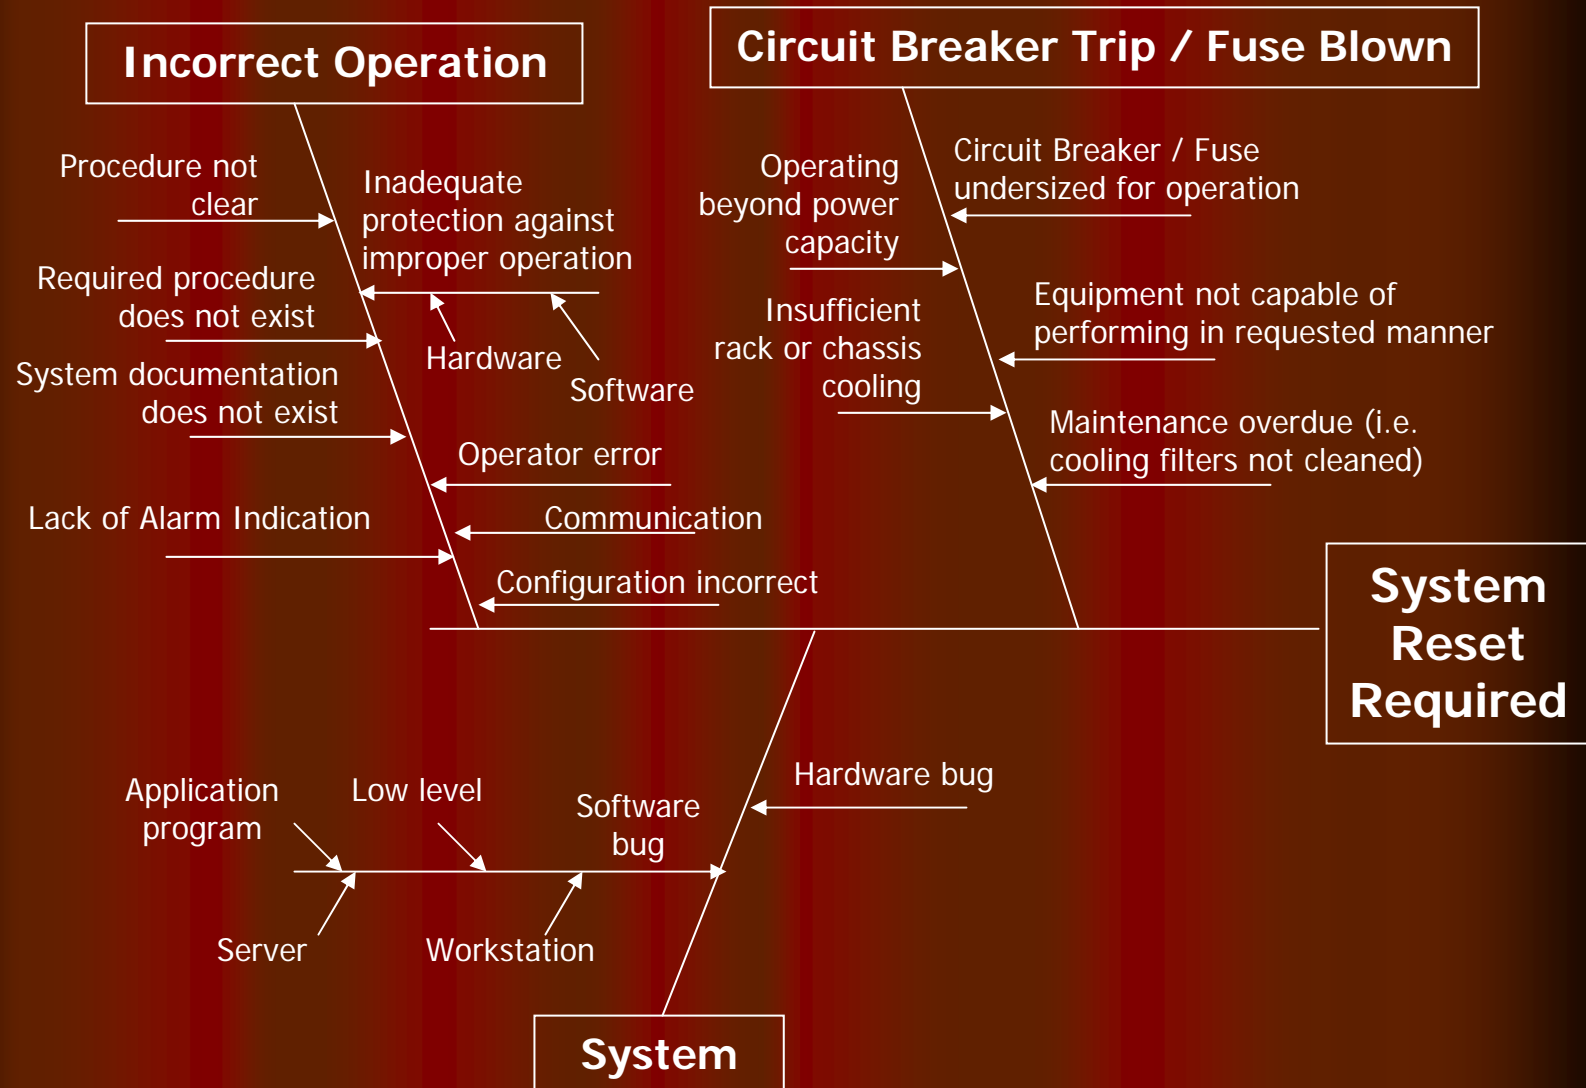 Incorrect Operation
Circuit Breaker Trip / Fuse Blown
Procedure not
clear
Inadequate
protection against
improper operation
Required procedure
does not exist
Hardware
Software
System documentation
does not exist
Operator error
Lack of Alarm Indication
Communication
Configuration incorrect
Operating
beyond power
capacity
Circuit Breaker / Fuse
undersized for operation
Insufficient
rack or chassis
cooling
Equipment not capable of
performing in requested manner
Maintenance overdue (i.e.
cooling filters not cleaned)
System
Reset
Required
Application
program
Low level
Software
bug
Hardware bug
Server
Workstation
System